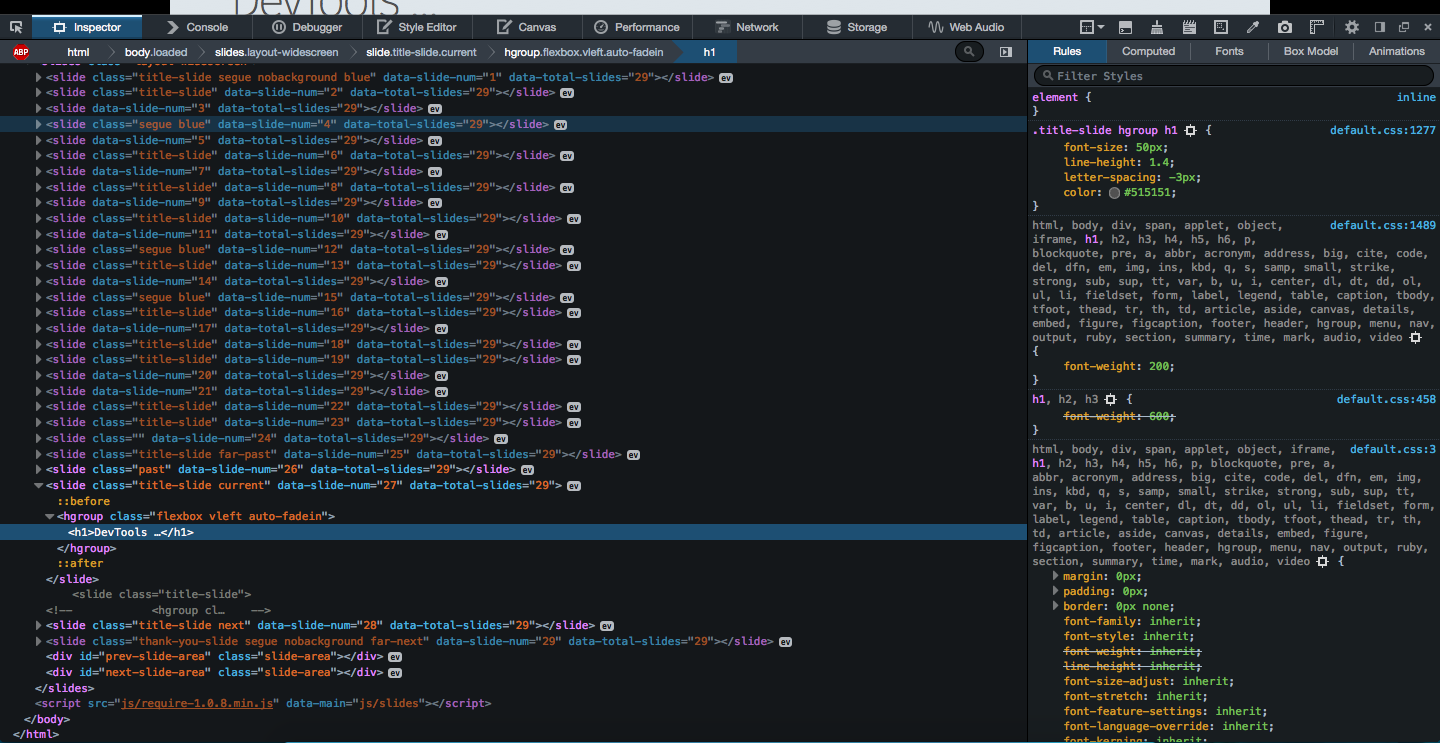 DevTools ...
Inspector Console Debugger Style Editor Canvas Performance Network Storage Web Audio
ABP html body.loaded slides.layout-widescreen slide.title-slide.current hgroup.flexbox.vleft.auto-fadein h1
<slide class="title-slide segue nobackground blue" data-slide-num="1" data-total-slides="29"></slide> ev
<slide class="title-slide" data-slide-num="2" data-total-slides="29"></slide> ev
<slide data-slide-num="3" data-total-slides="29"></slide> ev
<slide class="segue blue" data-slide-num="4" data-total-slides="29"></slide> ev
<slide data-slide-num="5" data-total-slides="29"></slide> ev
<slide class="title-slide" data-slide-num="6" data-total-slides="29"></slide> ev
<slide data-slide-num="7" data-total-slides="29"></slide> ev
<slide class="title-slide" data-slide-num="8" data-total-slides="29"></slide> ev
<slide data-slide-num="9" data-total-slides="29"></slide> ev
<slide class="title-slide" data-slide-num="10" data-total-slides="29"></slide> ev
<slide data-slide-num="11" data-total-slides="29"></slide> ev
<slide class="segue blue" data-slide-num="12" data-total-slides="29"></slide> ev
<slide class="title-slide" data-slide-num="13" data-total-slides="29"></slide> ev
<slide data-slide-num="14" data-total-slides="29"></slide> ev
<slide class="segue blue" data-slide-num="15" data-total-slides="29"></slide> ev
<slide class="title-slide" data-slide-num="16" data-total-slides="29"></slide> ev
<slide data-slide-num="17" data-total-slides="29"></slide> ev
<slide class="title-slide" data-slide-num="18" data-total-slides="29"></slide> ev
<slide class="title-slide" data-slide-num="19" data-total-slides="29"></slide> ev
<slide data-slide-num="20" data-total-slides="29"></slide> ev
<slide data-slide-num="21" data-total-slides="29"></slide> ev
<slide class="title-slide" data-slide-num="22" data-total-slides="29"></slide> ev
<slide class="title-slide" data-slide-num="23" data-total-slides="29"></slide> ev
<slide class="" data-slide-num="24" data-total-slides="29"></slide> ev
<slide class="title-slide far-past" data-slide-num="25" data-total-slides="29"></slide> ev
<slide class="past" data-slide-num="26" data-total-slides="29"></slide> ev
<slide class="title-slide current" data-slide-num="27" data-total-slides="29"> ev
::before
<hgroup class="flexbox vleft auto-fadein">
<h1>DevTools …</h1>
</hgroup>
::after
</slide>
<slide class="title-slide">
<!-- <hgroup cl… -->
<slide class="title-slide next" data-slide-num="28" data-total-slides="29"></slide> ev
<slide class="thank-you-slide segue nobackground far-next" data-slide-num="29" data-total-slides="29"></slide> ev
<div id="prev-slide-area" class="slide-area"></div> ev
<div id="next-slide-area" class="slide-area"></div> ev
</slides>
<script src="js/require-1.0.8.min.js" data-main="js/slides"></script>
</body>
</html>
Rules Computed Fonts Box Model Animations
Filter Styles
element { inline
}
.title-slide hgroup h1 { default.css:1277
font-size: 50px;
line-height: 1.4;
letter-spacing: -3px;
color: #515151;
}
html, body, div, span, applet, object, default.css:1489
iframe, h1, h2, h3, h4, h5, h6, p,
blockquote, pre, a, abbr, acronym, address, big, cite, code,
del, dfn, em, img, ins, kbd, q, s, samp, small, strike,
strong, sub, sup, tt, var, b, u, i, center, dl, dt, dd, ol,
ul, li, fieldset, form, label, legend, table, caption, tbody,
tfoot, thead, tr, th, td, article, aside, canvas, details,
embed, figure, figcaption, footer, header, hgroup, menu, nav,
output, ruby, section, summary, time, mark, audio, video
{
font-weight: 200;
}
h1, h2, h3 { default.css:458
font-weight: 600;
}
html, body, div, span, applet, object, iframe, default.css:3
h1, h2, h3, h4, h5, h6, p, blockquote, pre, a,
abbr, acronym, address, big, cite, code, del, dfn, em, img,
ins, kbd, q, s, samp, small, strike, strong, sub, sup, tt,
var, b, u, i, center, dl, dt, dd, ol, ul, li, fieldset, form,
label, legend, table, caption, tbody, tfoot, thead, tr, th,
td, article, aside, canvas, details, embed, figure,
figcaption, footer, header, hgroup, menu, nav, output, ruby,
section, summary, time, mark, audio, video {
margin: 0px;
padding: 0px;
border: 0px none;
font-family: inherit;
font-style: inherit;
font-weight: inherit;
line-height: inherit;
font-size-adjust: inherit;
font-stretch: inherit;
font-feature-settings: inherit;
font-language-override: inherit;
font-kerning: inherit;